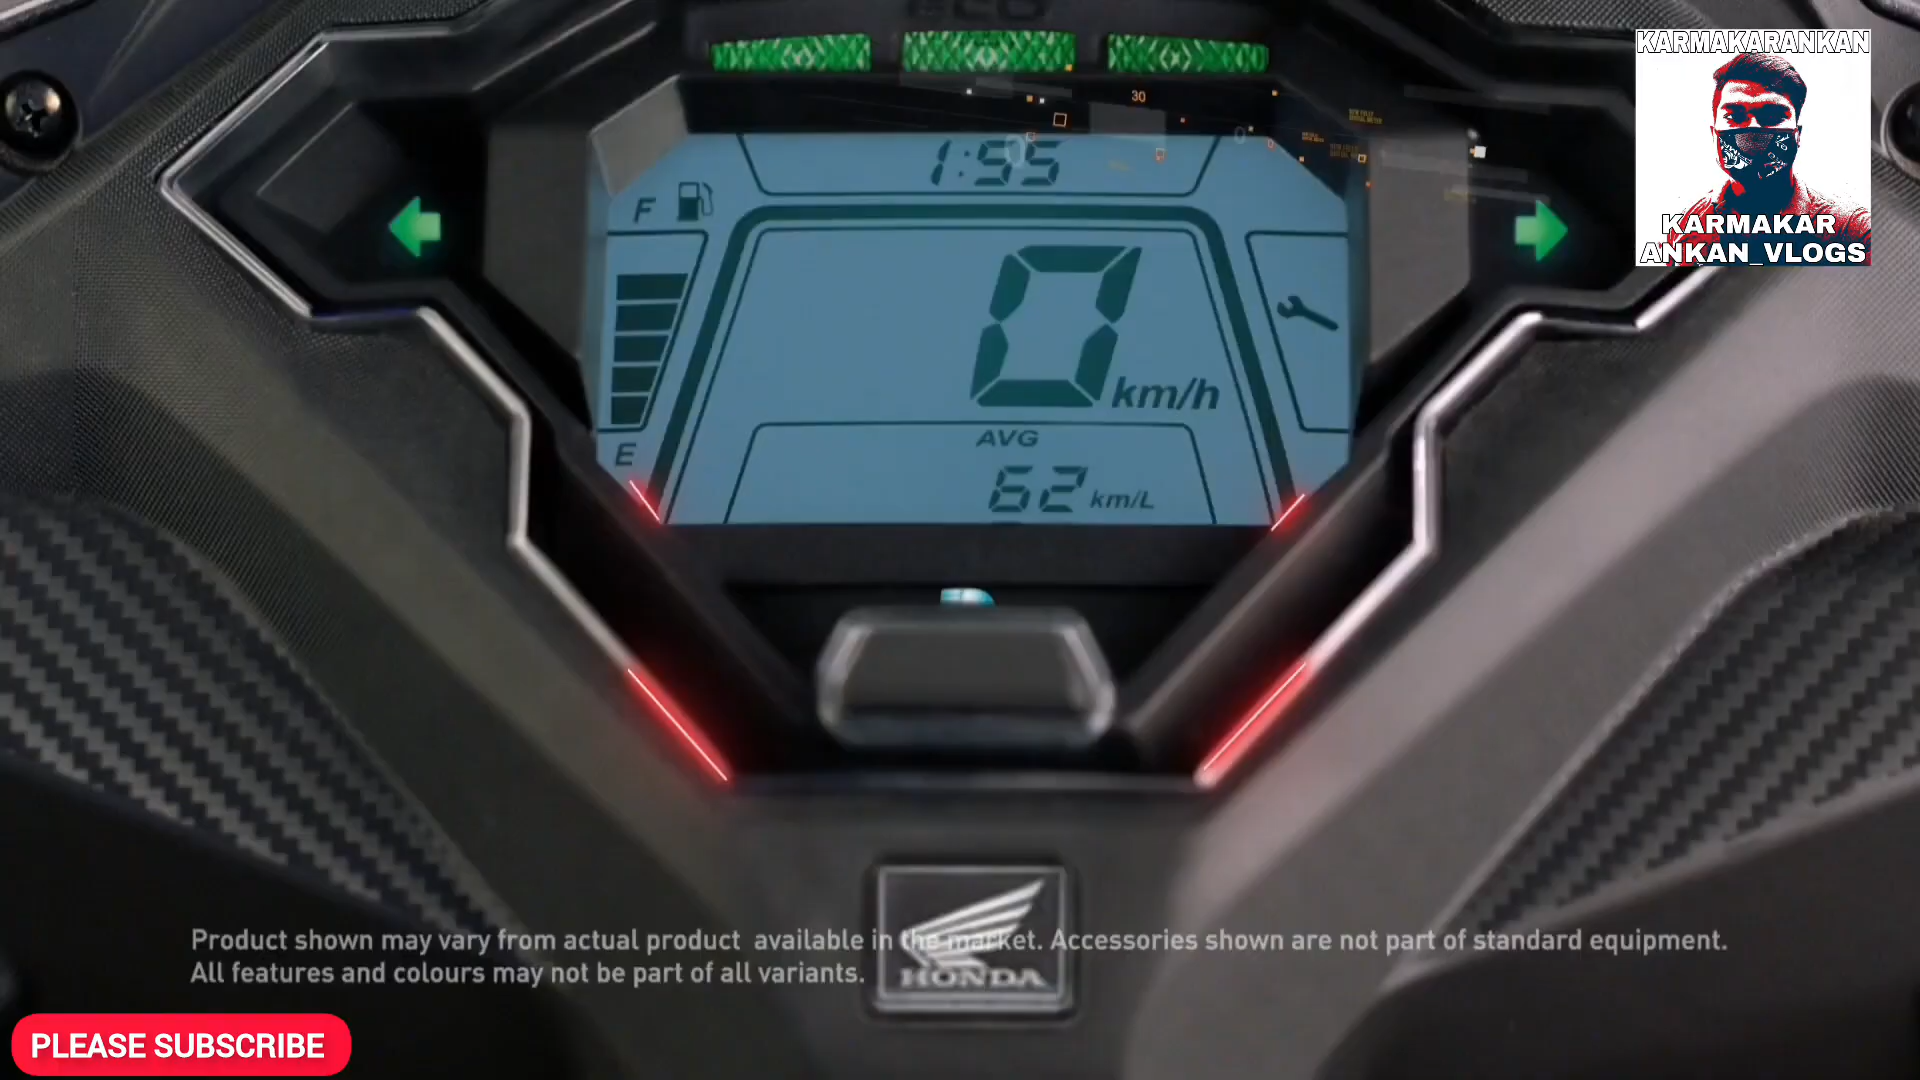 ECO
KARMAKARANKAN
30
1:55
F
0 km/h
AVG
E
62 km/L
KARMAKAR
ANKAN_VLOGS
Product shown may vary from actual product available in the market. Accessories shown are not part of standard equipment.
All features and colours may not be part of all variants.
HONDA
PLEASE SUBSCRIBE